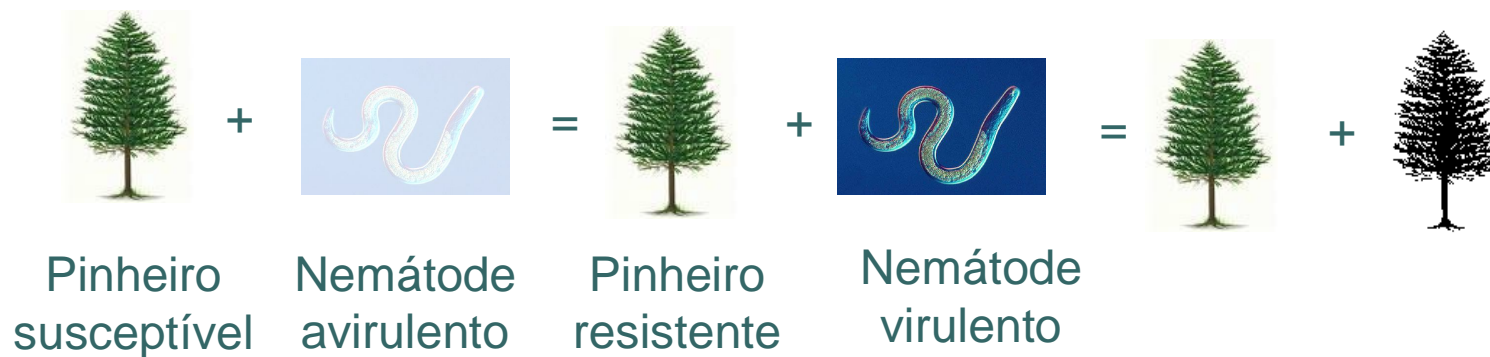 + = + = +
Pinheiro
susceptível
Nemátode
avirulento
Pinheiro
resistente
Nemátode
virulento